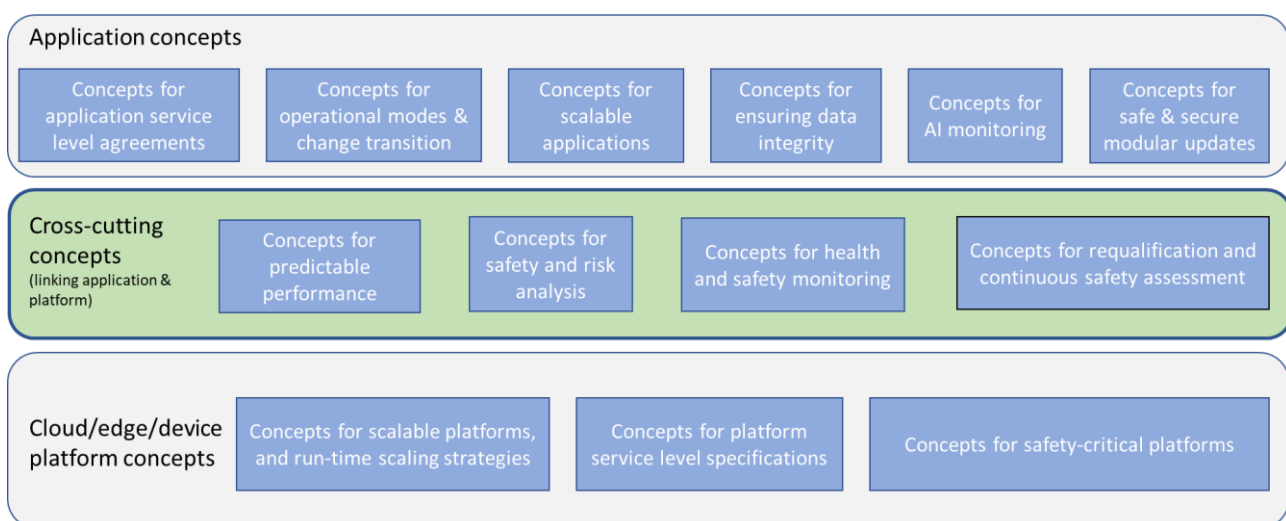 Application concepts
Concepts for
application service
level agreements
Concepts for
operational modes &
change transition
Concepts for
scalable
applications
Concepts for
ensuring data
integrity
Concepts for
AI monitoring
Concepts for
safe & secure
modular updates
Cross-cutting
concepts
(linking application &
platform)
Concepts for
predictable
performance
Concepts for
safety and risk
analysis
Concepts for health
and safety monitoring
Concepts for requalification and
continuous safety assessment
Cloud/edge/device
platform concepts
Concepts for scalable platforms,
and run-time scaling strategies
Concepts for platform
service level specifications
Concepts for safety-critical platforms